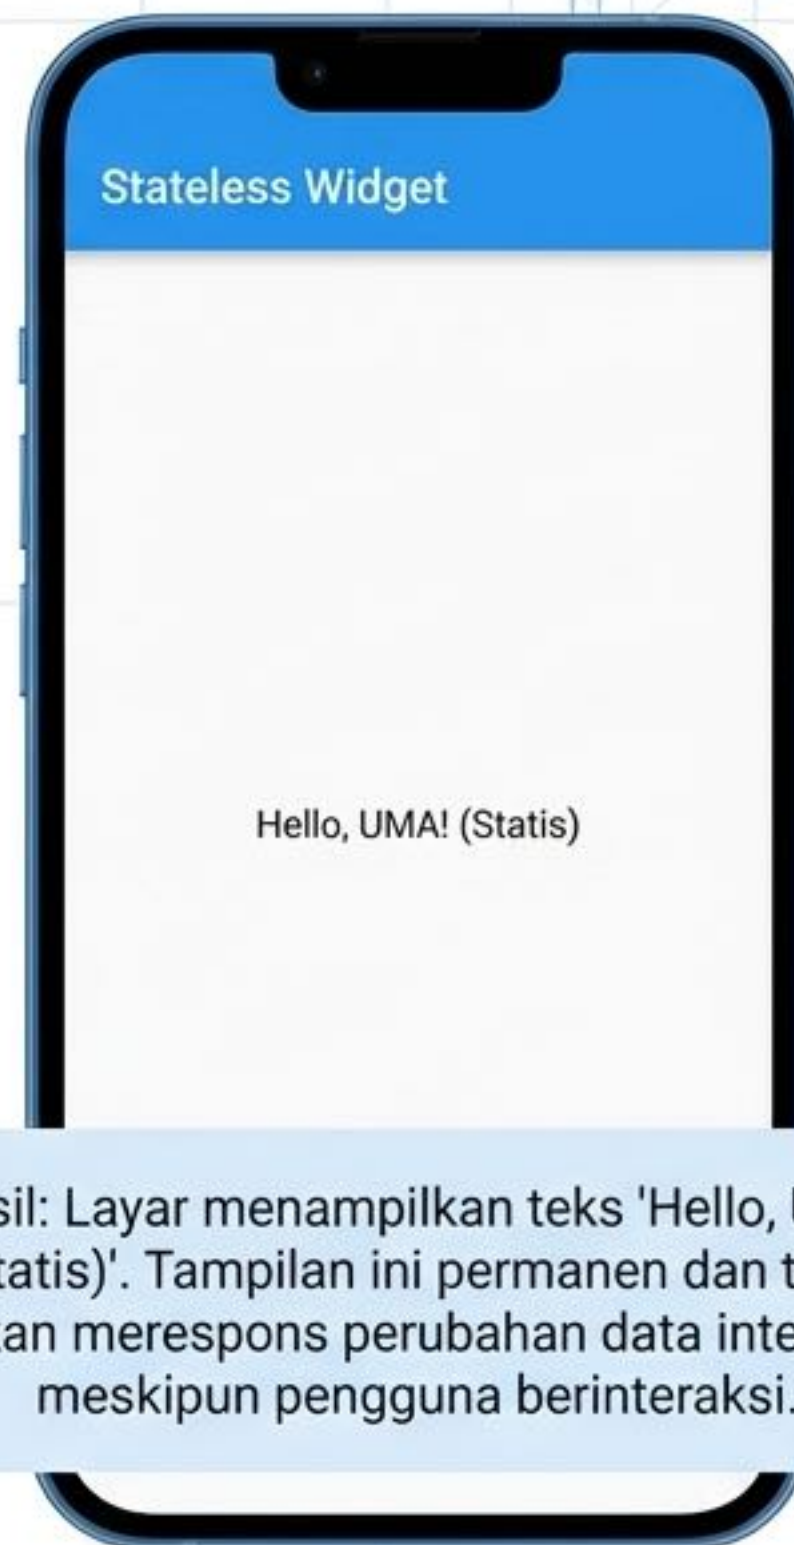 Stateless Widget
Hello, UMA! (Statis)
sil: Layar menampilkan teks 'Hello, U
tatis)'. Tampilan ini permanen dan t
an merespons perubahan data inte
meskipun pengguna berinteraksi.